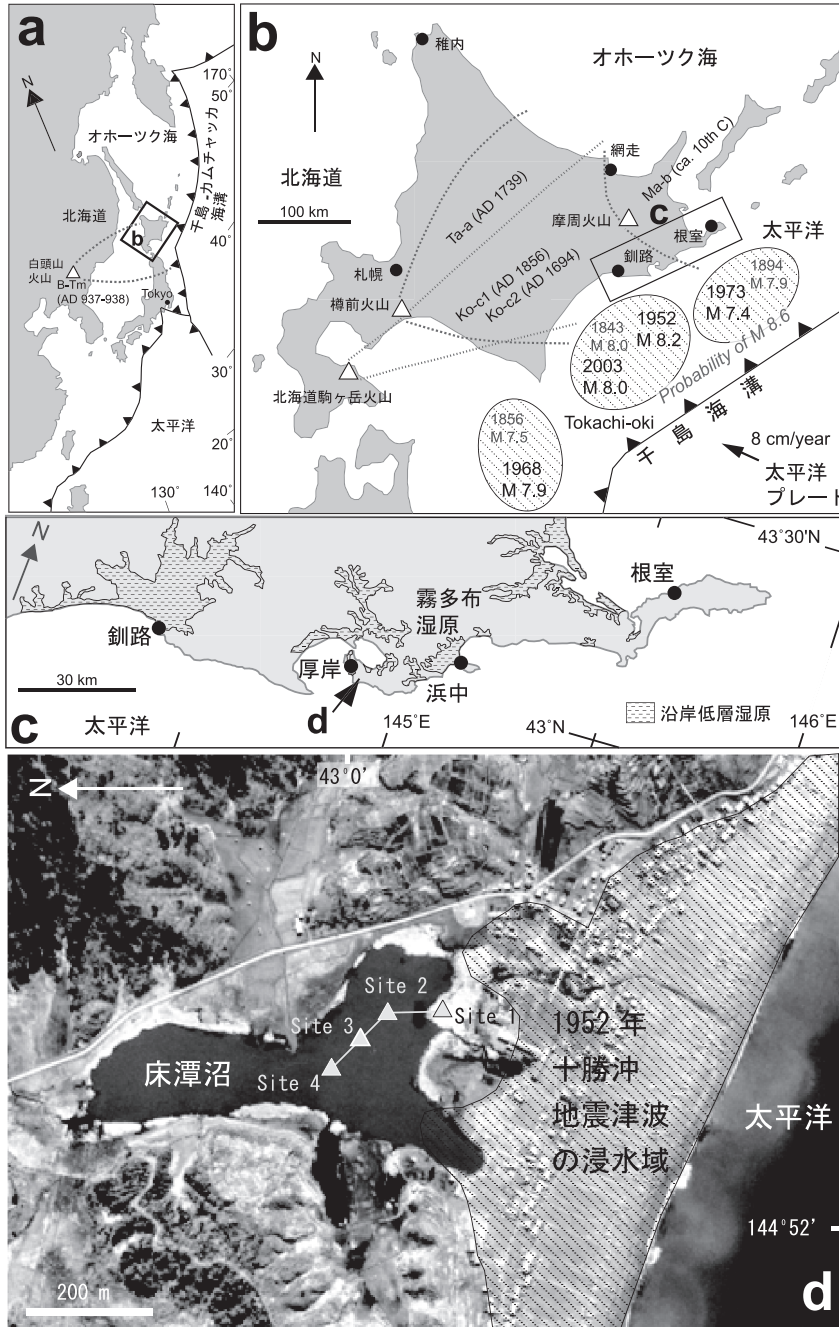 a
N
170°
50°
オホーツク海
千島-カムチャッカ
海溝
北海道
b
40°
白頭山
火山
B-Tm
(AD 937-938)
Tokyo
30°
太平洋
20°
130°
140°
b
N
稚内
オホーツク海
網走
Ma-b (ca. 10th C)
北海道
100 km
Ta-a (AD 1739)
摩周火山
c
根室
太平洋
釧路
札幌
Ko-c1 (AD 1856)
Ko-c2 (AD 1694)
樽前火山
1894
M 7.9
1973
M 7.4
1843
M 8.0
1952
M 8.2
2003
M 8.0
Probability of M 8.6
北海道駒ヶ岳火山
Tokachi-oki
千島海溝
1856
M 7.5
1968
M 7.9
8 cm/year
太平洋
プレート
N
43°30'N
根室
霧多布
湿原
釧路
厚岸
浜中
30 km
d
c
太平洋
145°E
43°N
沿岸低層湿原
146°E
N
43°0'
Site 2
Site 1
Site 3
Site 4
床潭沼
1952 年
十勝沖
地震津波
の浸水域
太平洋
144°52'
200 m
d